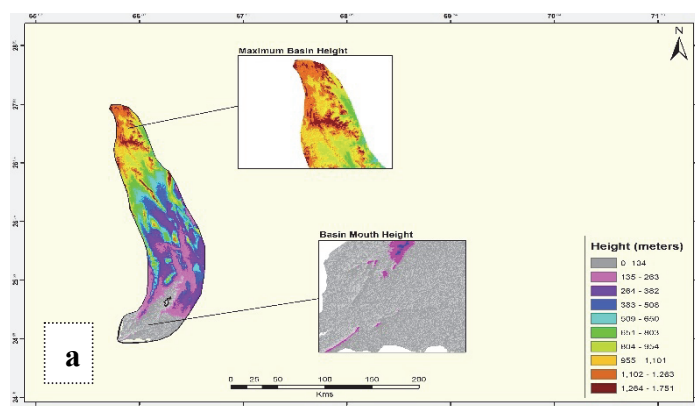 N
Maximum Basin Height
Basin Mouth Height
Height (meters)
0 - 134
135 - 263
264 - 382
383 - 508
509 - 650
651 - 803
804 - 954
955 - 1,101
1,102 - 1,263
1,264 - 1,751
a
0 25 50 100 150 200
Kms